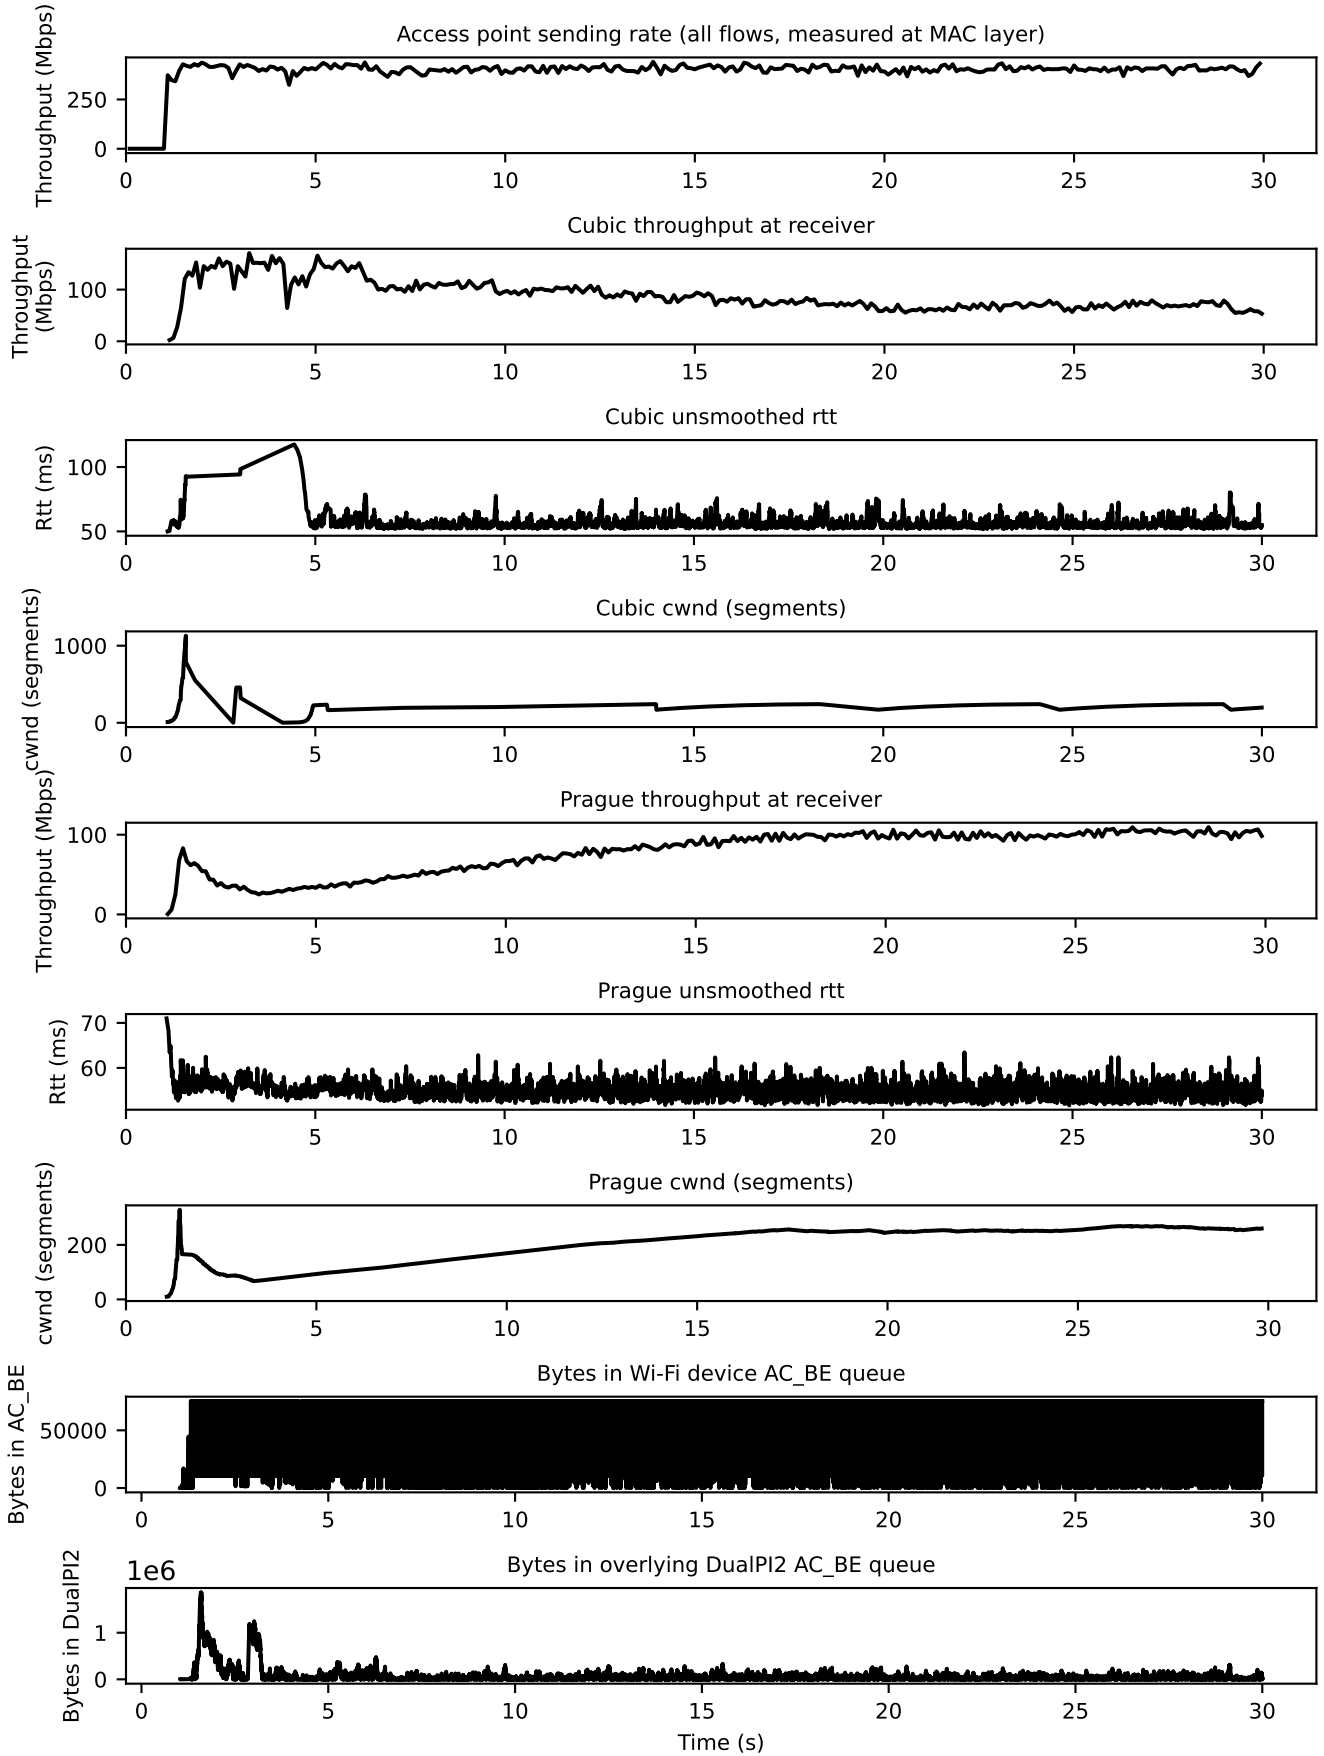 Access point sending rate (all flows, measured at MAC layer)
Throughput (Mbps)
250
0
0 5 10 15 20 25 30
Cubic throughput at receiver
Throughput
(Mbps)
100
0
0 5 10 15 20 25 30
Cubic unsmoothed rtt
Rtt (ms)
100
50
0 5 10 15 20 25 30
Cubic cwnd (segments)
cwnd (segments)
1000
0
0 5 10 15 20 25 30
Prague throughput at receiver
Throughput (Mbps)
100
0
0 5 10 15 20 25 30
Prague unsmoothed rtt
Rtt (ms)
70
60
0 5 10 15 20 25 30
Prague cwnd (segments)
cwnd (segments)
200
0
0 5 10 15 20 25 30
Bytes in Wi-Fi device AC_BE queue
Bytes in AC_BE
50000
0
0 5 10 15 20 25 30
1e6
Bytes in overlying DualPI2 AC_BE queue
Bytes in DualPI2
1
0
0 5 10 15 20 25 30
Time (s)